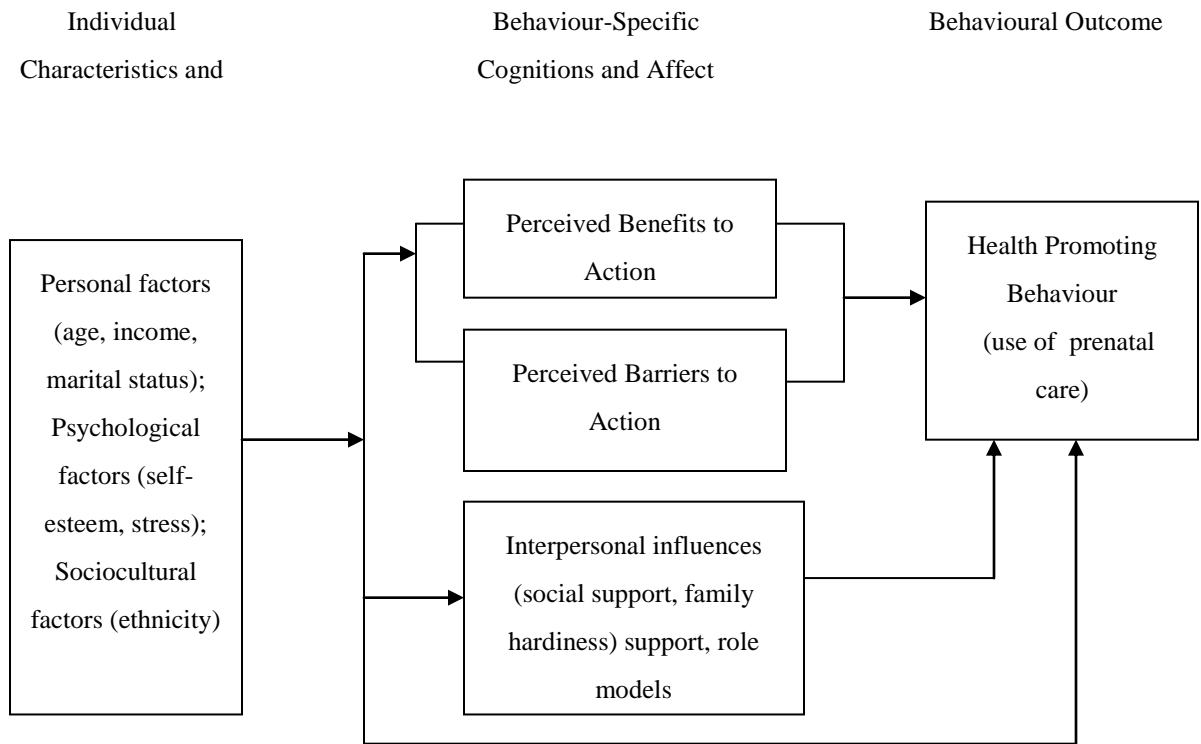 Individual
Characteristics and
Behaviour-Specific
Cognitions and Affect
Behavioural Outcome
Personal factors
(age, income,
marital status);
Psychological
factors (self-
esteem, stress);
Sociocultural
factors (ethnicity)
Perceived Benefits to
Action
Perceived Barriers to
Action
Interpersonal influences
(social support, family
hardiness) support, role
models
Health Promoting
Behaviour
(use of prenatal
care)